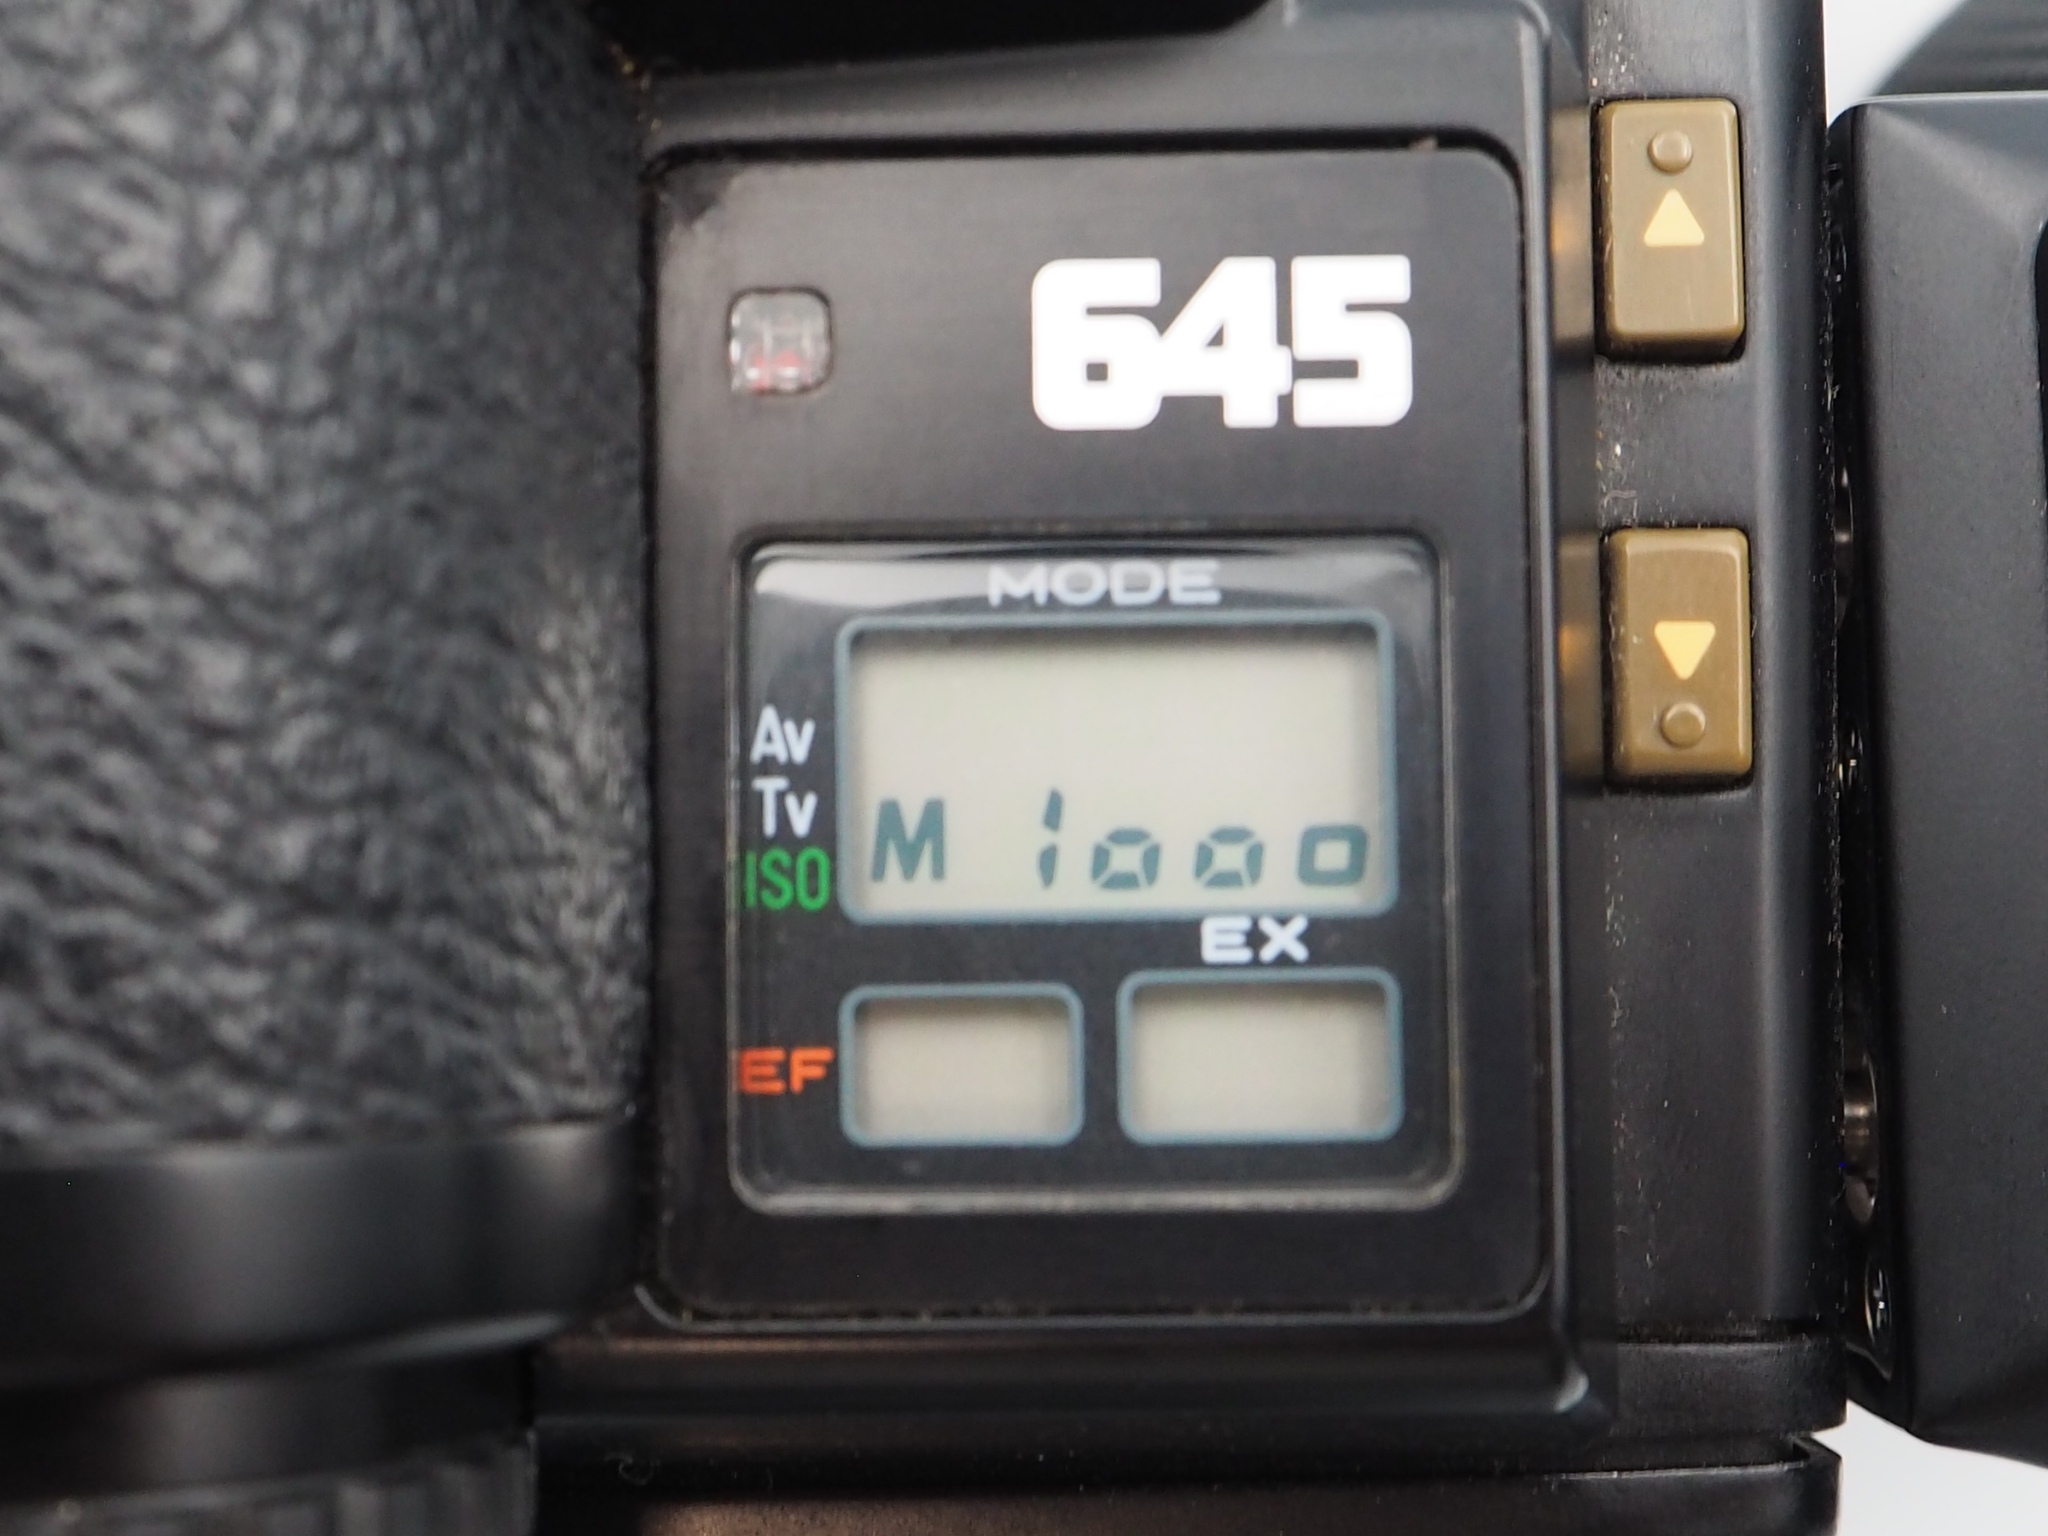 645
MODE
Av
Tv
M 1000
ISO
EX
EF